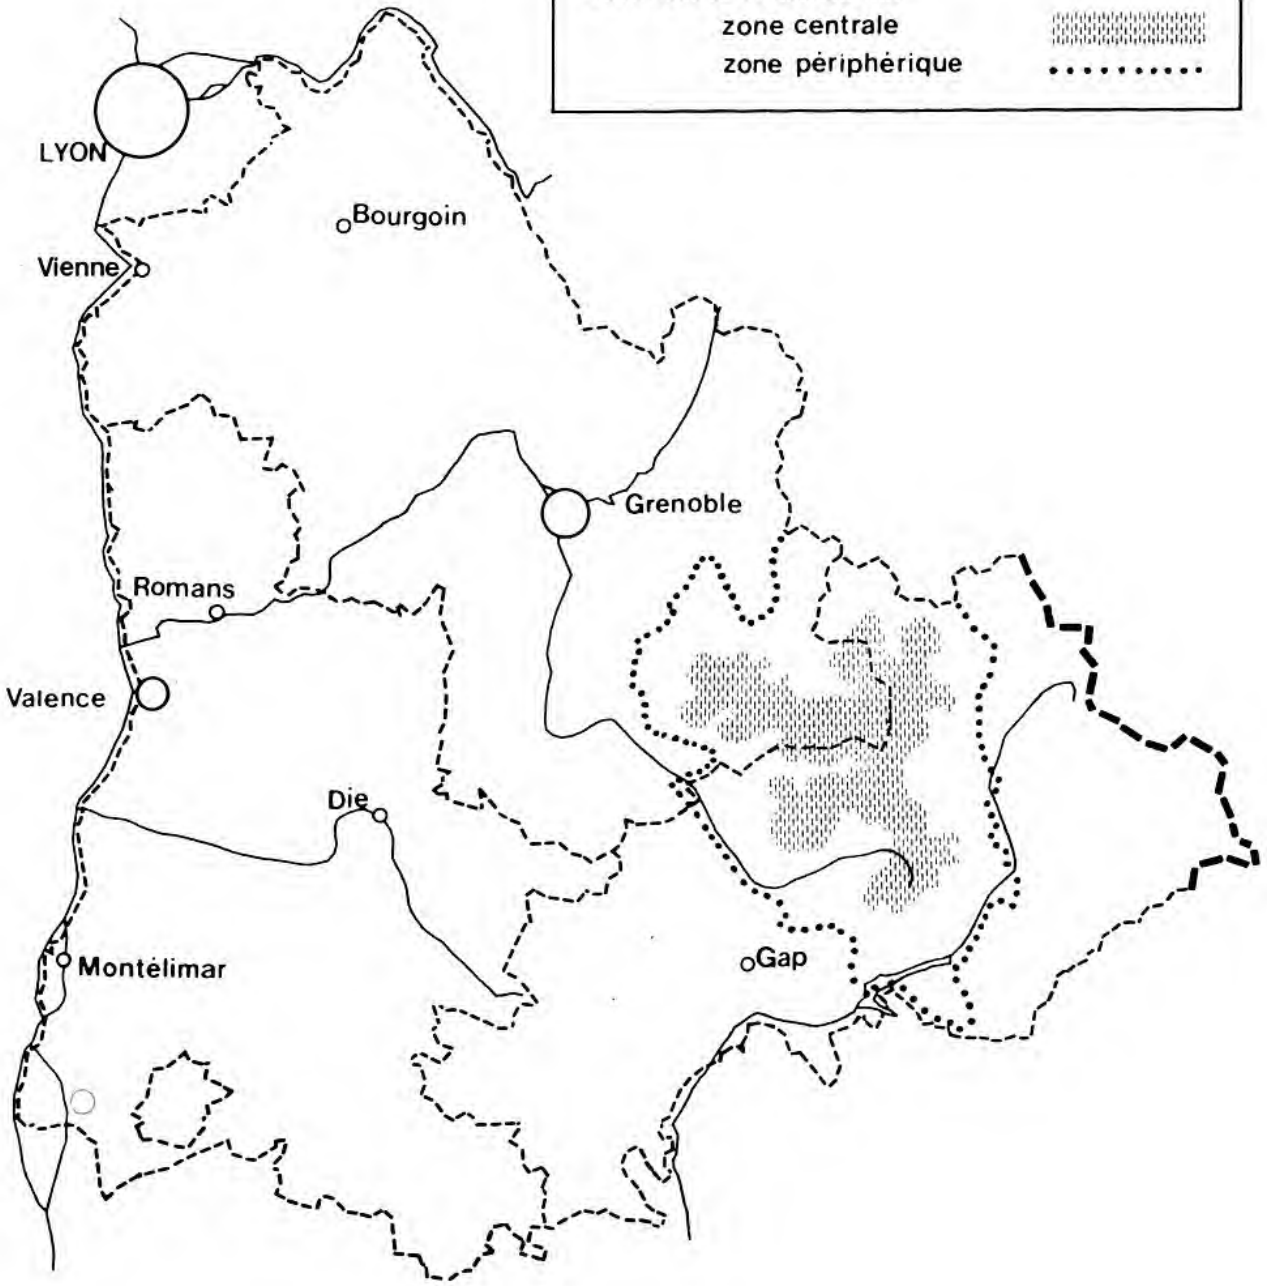 zone centrale
zone périphérique
LYON
Bourgoin
Vienne
Grenoble
Romans
Valence
Die
Gap
Montélimar